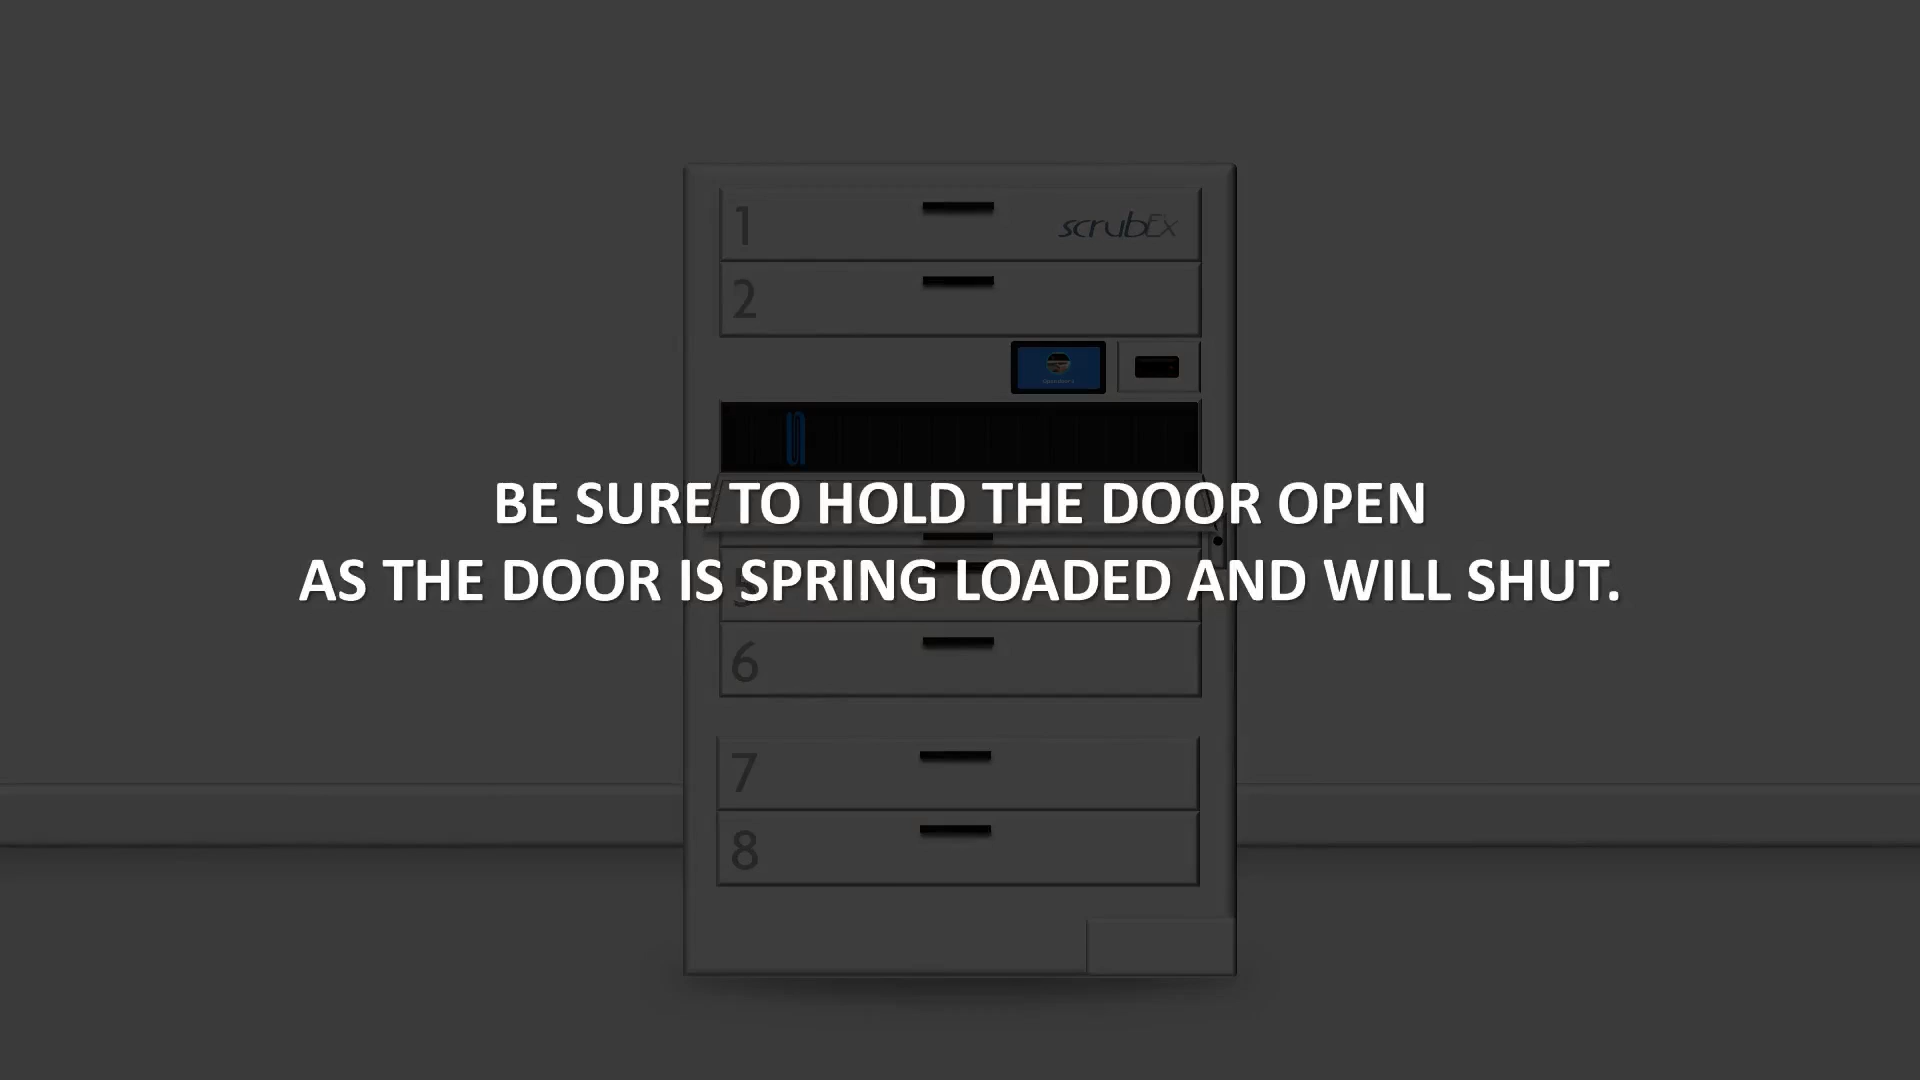 1
scrubEx
2
BE SURE TO HOLD THE DOOR OPEN
AS THE DOOR IS SPRING LOADED AND WILL SHUT.
5
6
7
8